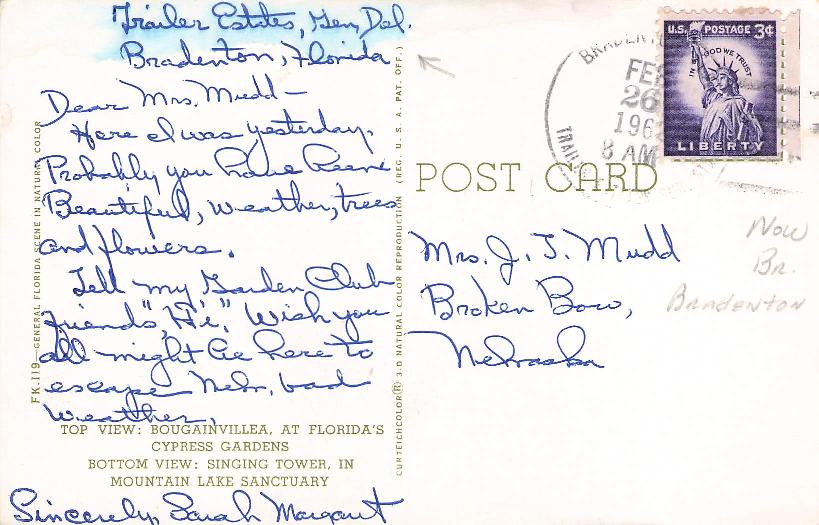 Trailer Estates, Gen. Del.
Bradenton, Florida
Dear Mrs. Mudd –
Here I was yesterday.
Probably you have been
Beautiful, weather, trees
and flowers.
Tell my Garden Club
friends "Hi". Wish you
all might be here to
escape Nebr. bad
weather,
TOP VIEW: BOUGAINVILLEA, AT FLORIDA'S
CYPRESS GARDENS
BOTTOM VIEW: SINGING TOWER, IN
MOUNTAIN LAKE SANCTUARY
Sincerely, Sarah Margaret
FK.119—GENERAL FLORIDA SCENE IN NATURAL COLOR
CURTEICHCOLOR® 3-D NATURAL COLOR REPRODUCTION (REG. U. S. A. PAT. OFF.)
POST CARD
FEB
26
196
8 AM
U.S. POSTAGE 3¢
IN GOD WE TRUST
LIBERTY
Mrs. J. T. Mudd
Broken Bow,
Nebraska
Now
Br.
Bradenton